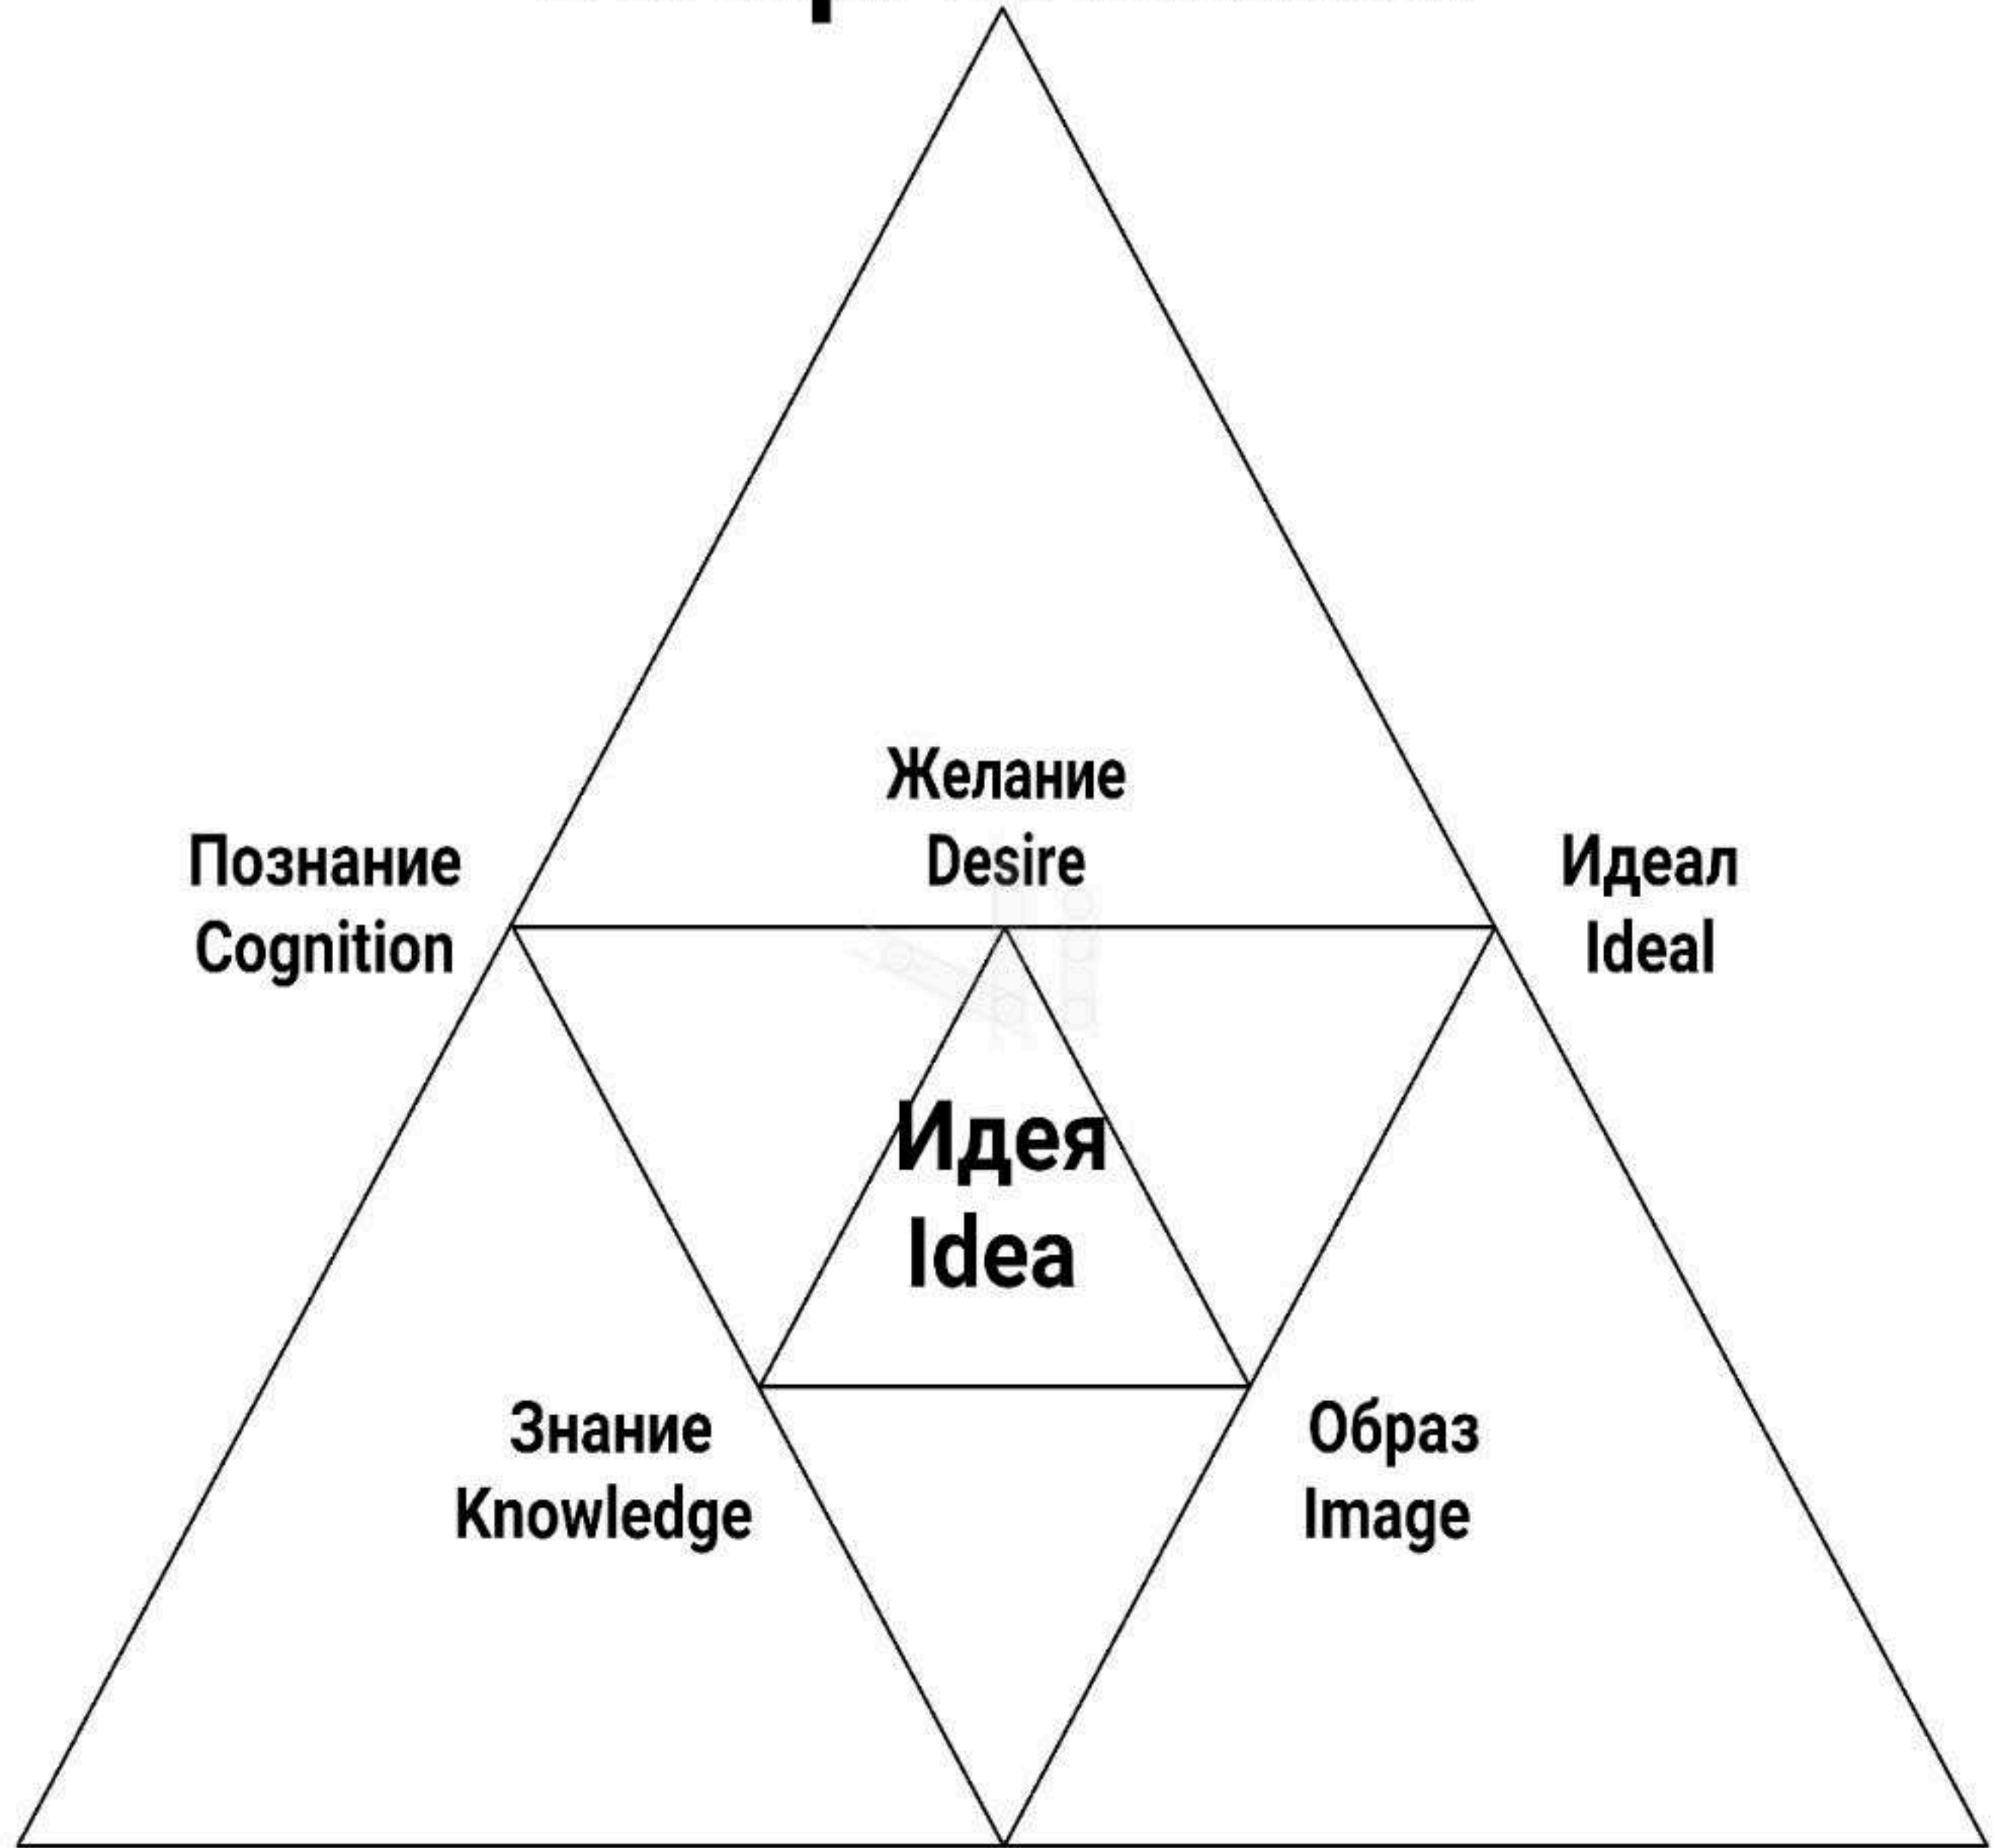 Желание
Desire
Познание
Cognition
Идеал
Ideal
Идея
Idea
Знание
Knowledge
Образ
Image